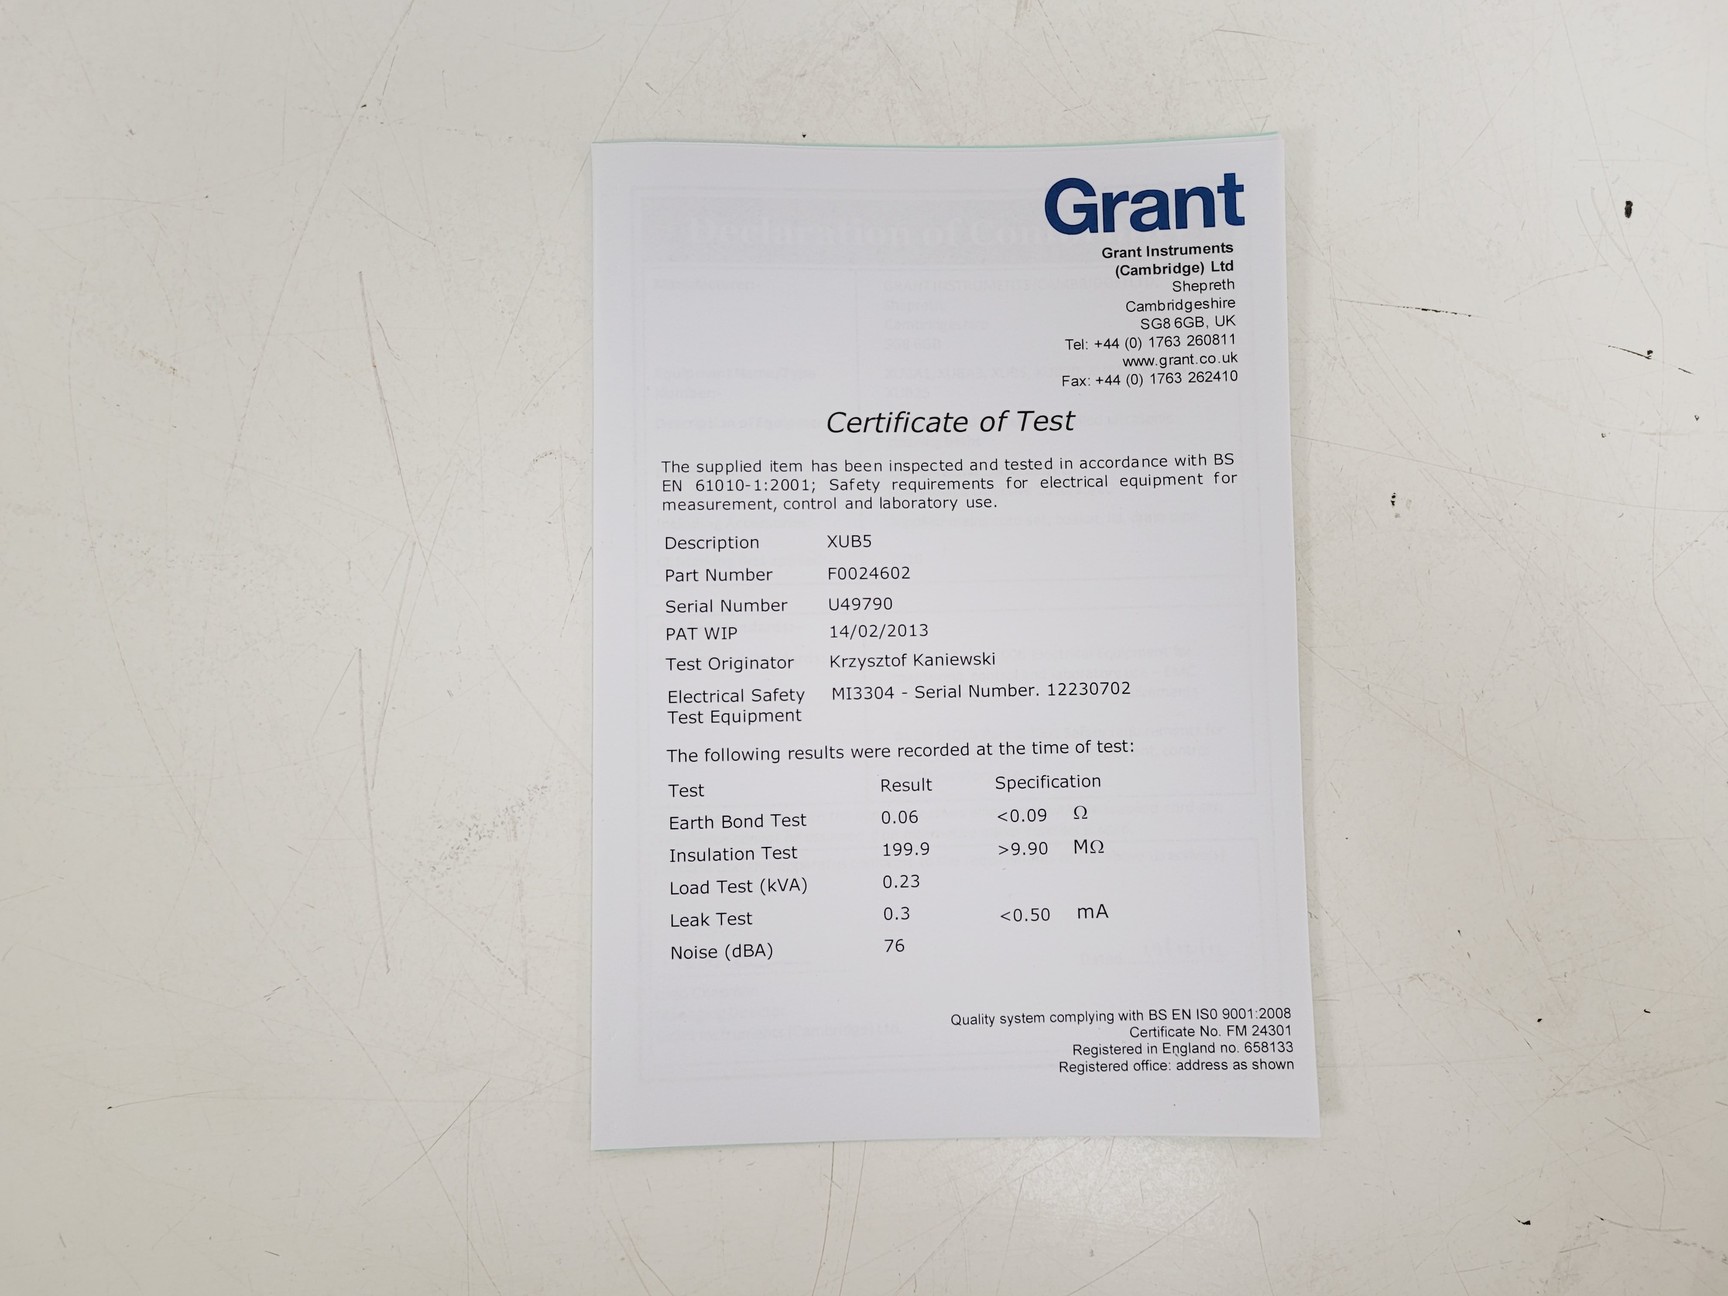 Grant
Grant Instruments
(Cambridge) Ltd
Shepreth
Cambridgeshire
SG8 6GB, UK
Tel: +44 (0) 1763 260811
www.grant.co.uk
Fax: +44 (0) 1763 262410
Certificate of Test
The supplied item has been inspected and tested in accordance with BS
EN 61010-1:2001; Safety requirements for electrical equipment for
measurement, control and laboratory use.
Description XUB5
Part Number F0024602
Serial Number U49790
PAT WIP 14/02/2013
Test Originator Krzysztof Kaniewski
Electrical Safety MI3304 - Serial Number. 12230702
Test Equipment
The following results were recorded at the time of test:
Test Result Specification
Earth Bond Test 0.06 <0.09 Ω
Insulation Test 199.9 >9.90 MΩ
Load Test (kVA) 0.23
Leak Test 0.3 <0.50 mA
Noise (dBA) 76
Quality system complying with BS EN IS0 9001:2008
Certificate No. FM 24301
Registered in England no. 658133
Registered office: address as shown